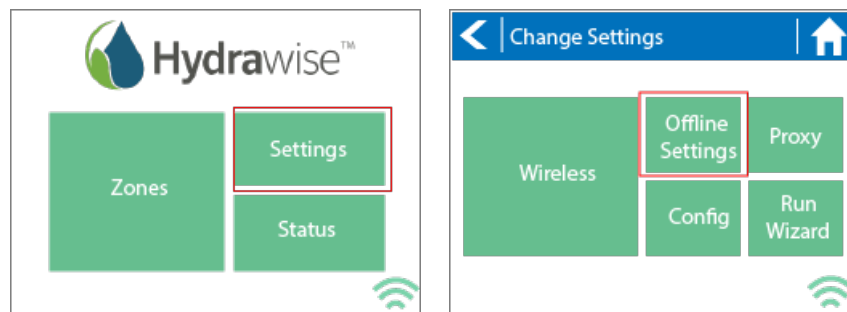 Hydrawise™
Zones
Settings
Status
Change Settings
Wireless
Offline
Settings
Proxy
Config
Run
Wizard